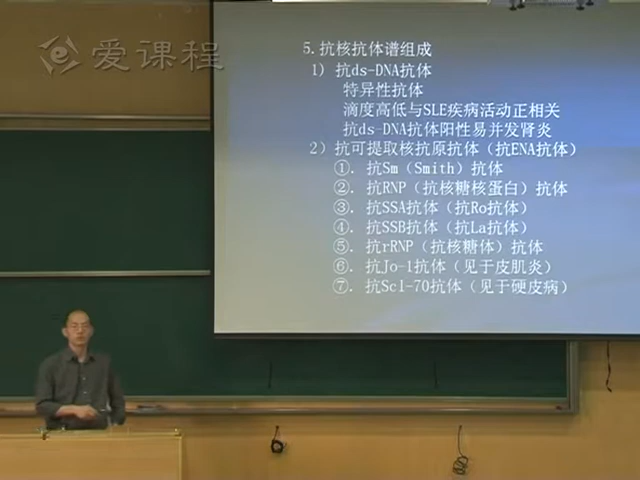 爱课程
5.抗核抗体谱组成
1) 抗ds-DNA抗体
特异性抗体
滴度高低与SLE疾病活动正相关
抗ds-DNA抗体阳性易并发肾炎
2) 抗可提取核抗原抗体（抗ENA抗体）
①. 抗Sm（Smith）抗体
②. 抗RNP（抗核糖核蛋白）抗体
③. 抗SSA抗体（抗Ro抗体）
④. 抗SSB抗体（抗La抗体）
⑤. 抗rRNP（抗核糖体）抗体
⑥. 抗Jo-1抗体（见于皮肌炎）
⑦. 抗Scl-70抗体（见于硬皮病）